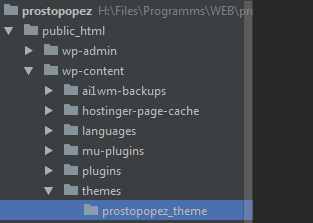 prostopopez H:\Files\Programms\WEB\pro
public_html
wp-admin
wp-content
ai1wm-backups
hostinger-page-cache
languages
mu-plugins
plugins
themes
prostopopez_theme